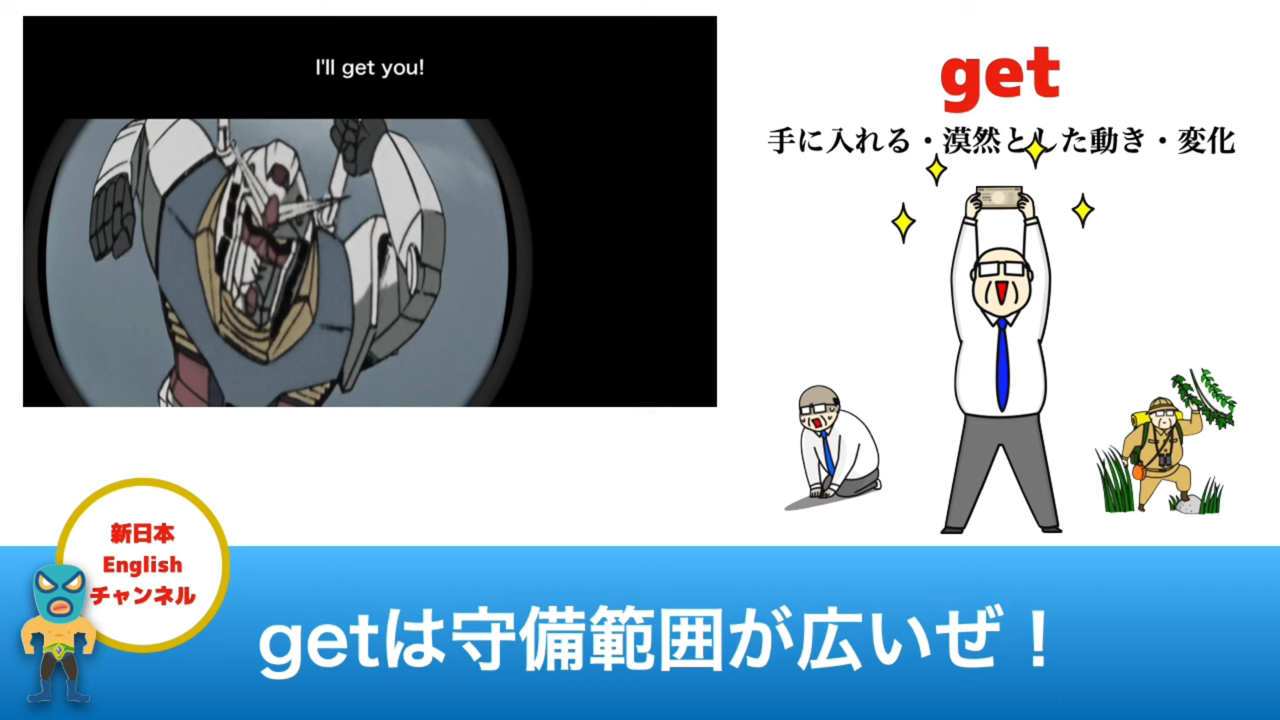 I'll get you!
get
手に入れる・漠然とした動き・変化
新日本
English
チャンネル
getは守備範囲が広いぜ！